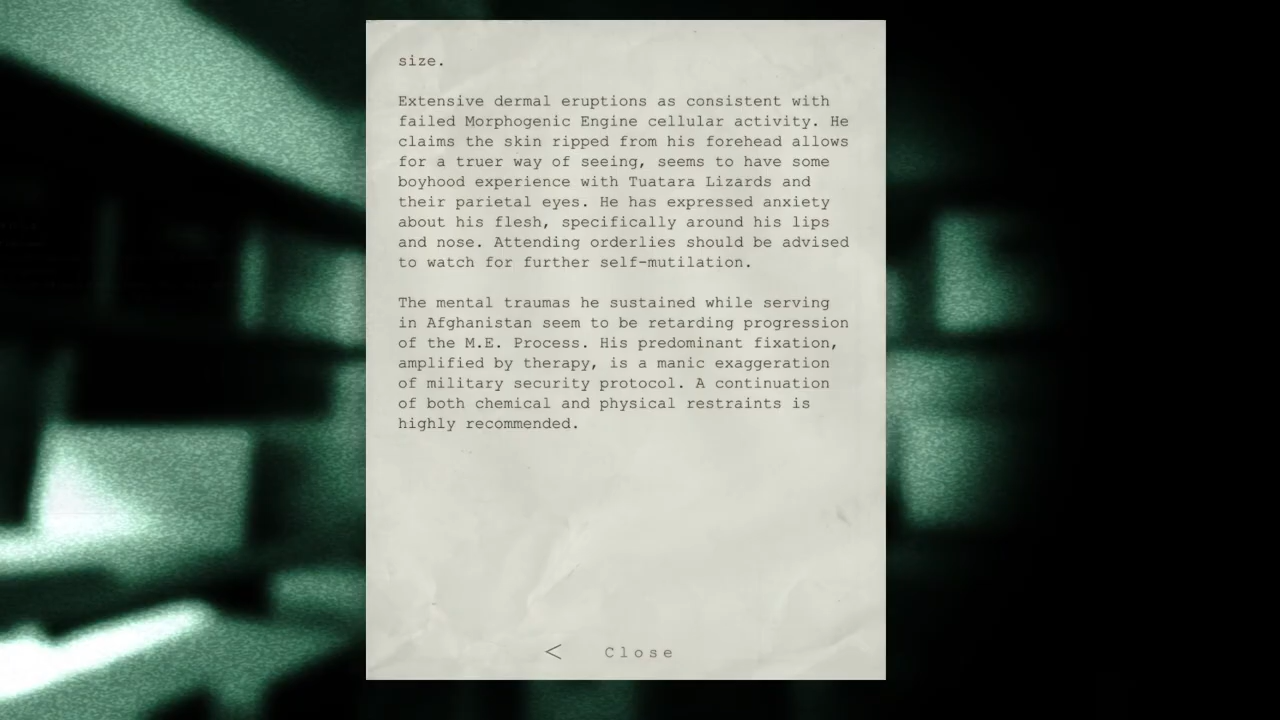 size.
Extensive dermal eruptions as consistent with
failed Morphogenic Engine cellular activity. He
claims the skin ripped from his forehead allows
for a truer way of seeing, seems to have some
boyhood experience with Tuatara Lizards and
their parietal eyes. He has expressed anxiety
about his flesh, specifically around his lips
and nose. Attending orderlies should be advised
to watch for further self-mutilation.
The mental traumas he sustained while serving
in Afghanistan seem to be retarding progression
of the M.E. Process. His predominant fixation,
amplified by therapy, is a manic exaggeration
of military security protocol. A continuation
of both chemical and physical restraints is
highly recommended.
< Close